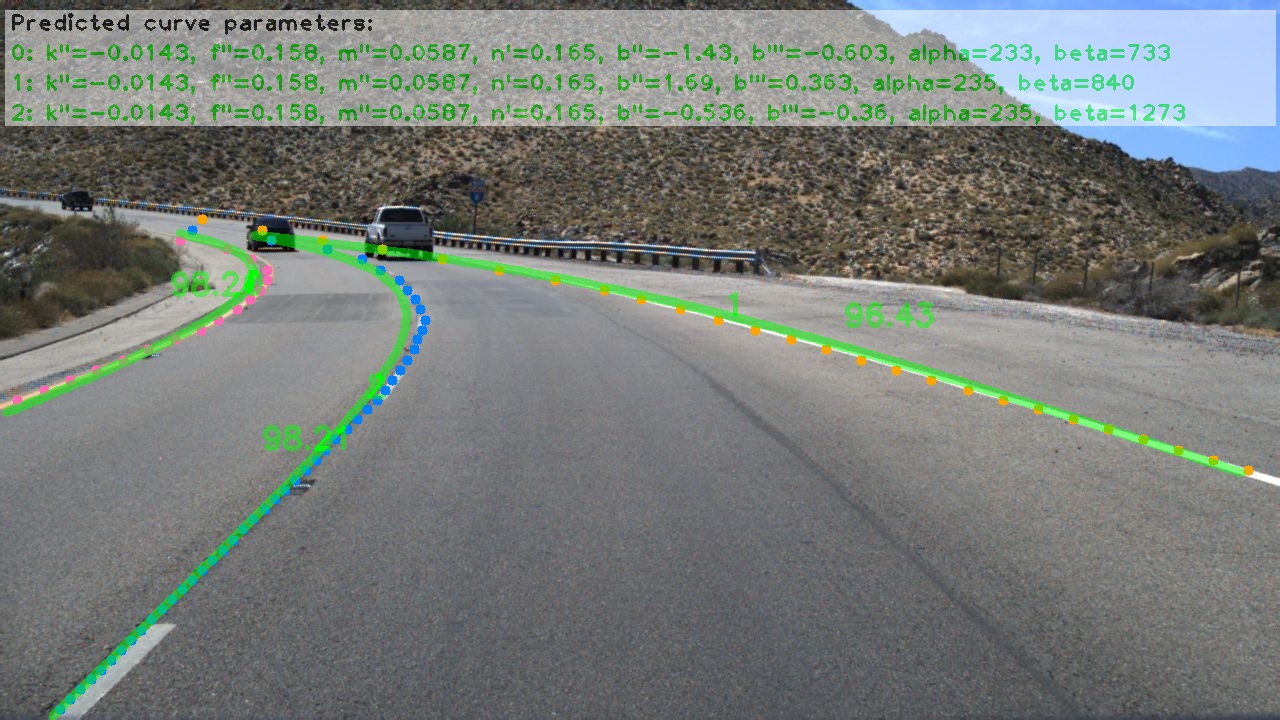 Predicted curve parameters:
0: k''=-0.0143, f''=0.158, m''=0.0587, n'=0.165, b''=-1.43, b'''=-0.603, alpha=233, beta=733
1: k''=-0.0143, f''=0.158, m''=0.0587, n'=0.165, b''=1.69, b'''=0.363, alpha=235, beta=840
2: k''=-0.0143, f''=0.158, m''=0.0587, n'=0.165, b''=-0.536, b'''=-0.36, alpha=235, beta=1273
1
96.43
98.21